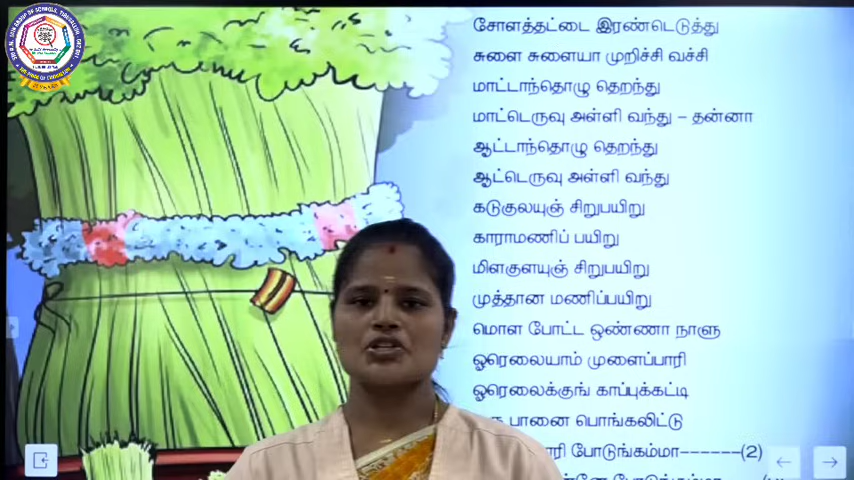 சோளத்தட்டை இரண்டெடுத்து
சுளை சுளையா முறிச்சி வச்சி
மாட்டாந்தொழு தெறந்து
மாட்டெருவு அள்ளி வந்து – தன்னா
ஆட்டாந்தொழு தெறந்து
ஆட்டெருவு அள்ளி வந்து
கடுகுலயுஞ் சிறுபயிறு
காராமணிப் பயிறு
மிளகுளயுஞ் சிறுபயிறு
முத்தான மணிப்பயிறு
மொள போட்ட ஒண்ணா நாளு
ஓரெலையாம் முளைப்பாரி
ஓரெலைக்குங் காப்புக்கட்டி
பானை பொங்கலிட்டு
போடுங்கம்மா------(2)